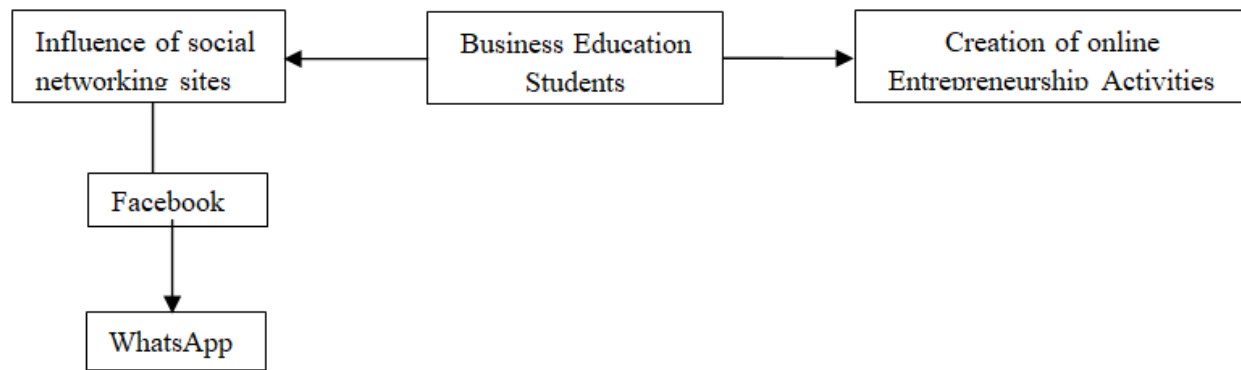 Influence of social
networking sites
Business Education
Students
Creation of online
Entrepreneurship Activities
Facebook
WhatsApp